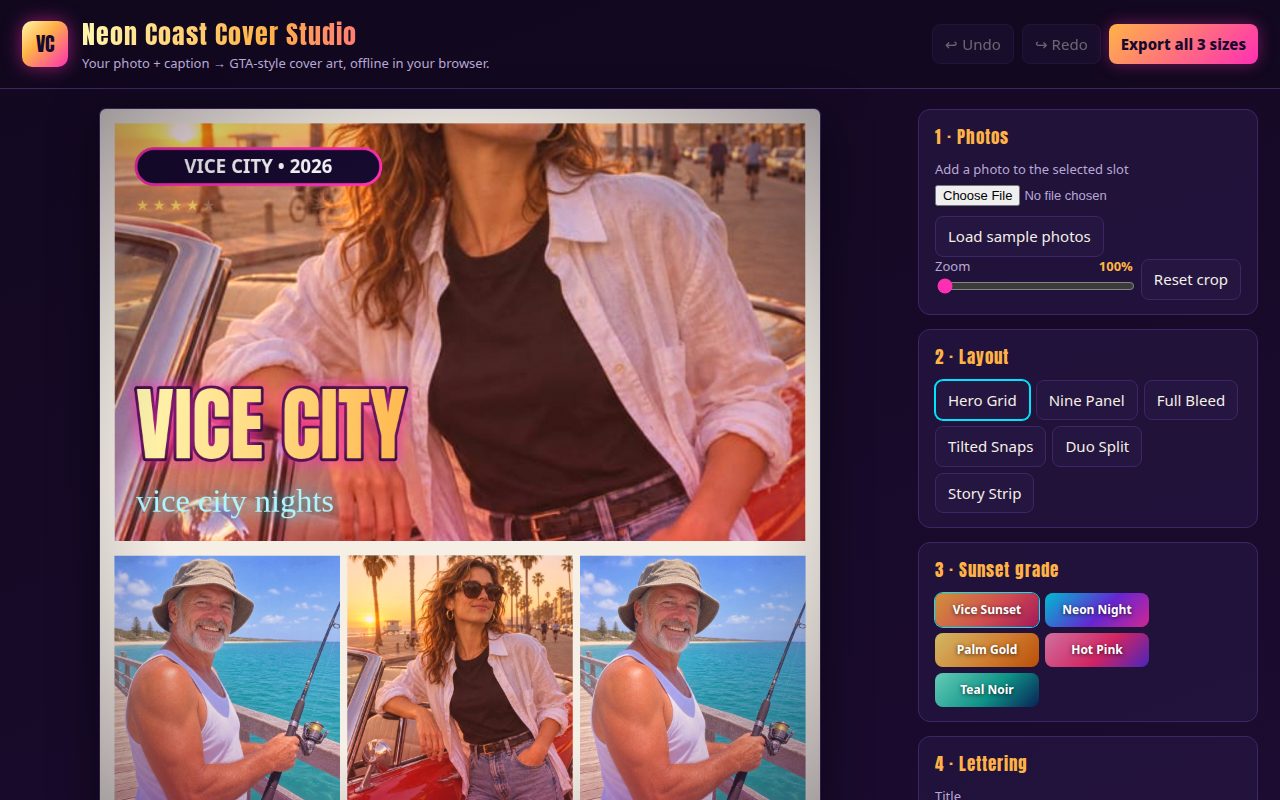 VC
Neon Coast Cover Studio
Your photo + caption → GTA-style cover art, offline in your browser.
↩ Undo
↪ Redo
Export all 3 sizes
VICE CITY • 2026
★★★★★
VICE CITY
vice city nights
1 · Photos
Add a photo to the selected slot
Choose File No file chosen
Load sample photos
Zoom 100%
Reset crop
2 · Layout
Hero Grid
Nine Panel
Full Bleed
Tilted Snaps
Duo Split
Story Strip
3 · Sunset grade
Vice Sunset
Neon Night
Palm Gold
Hot Pink
Teal Noir
4 · Lettering
Title